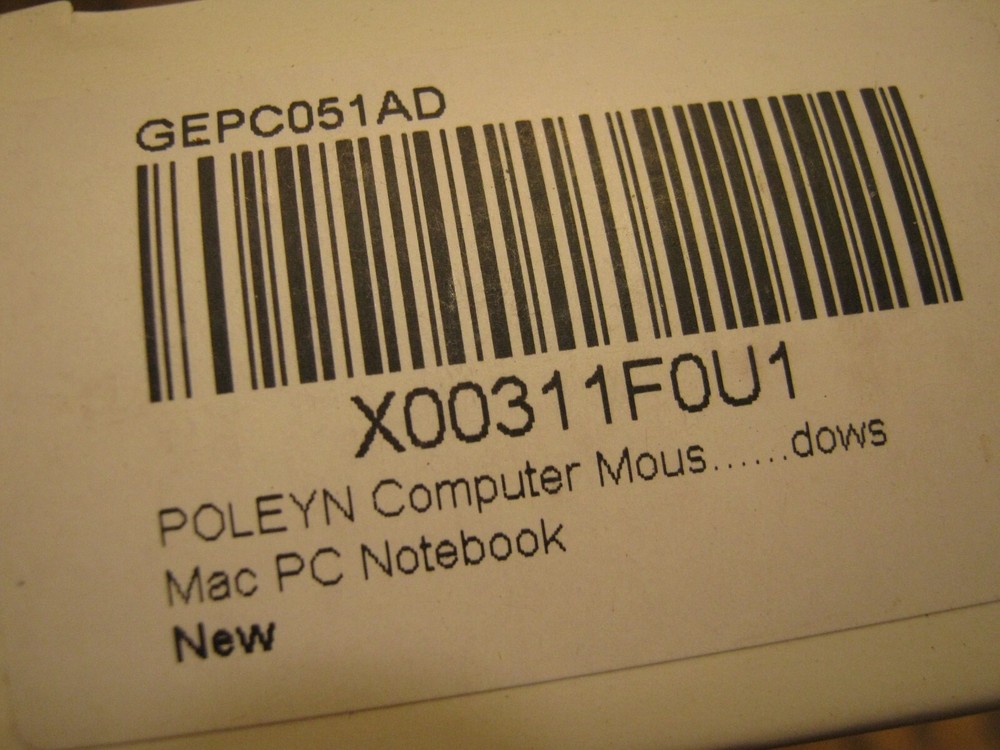 GEPC051AD
X00311F0U1
POLEYN Computer Mous......dows
Mac PC Notebook
New